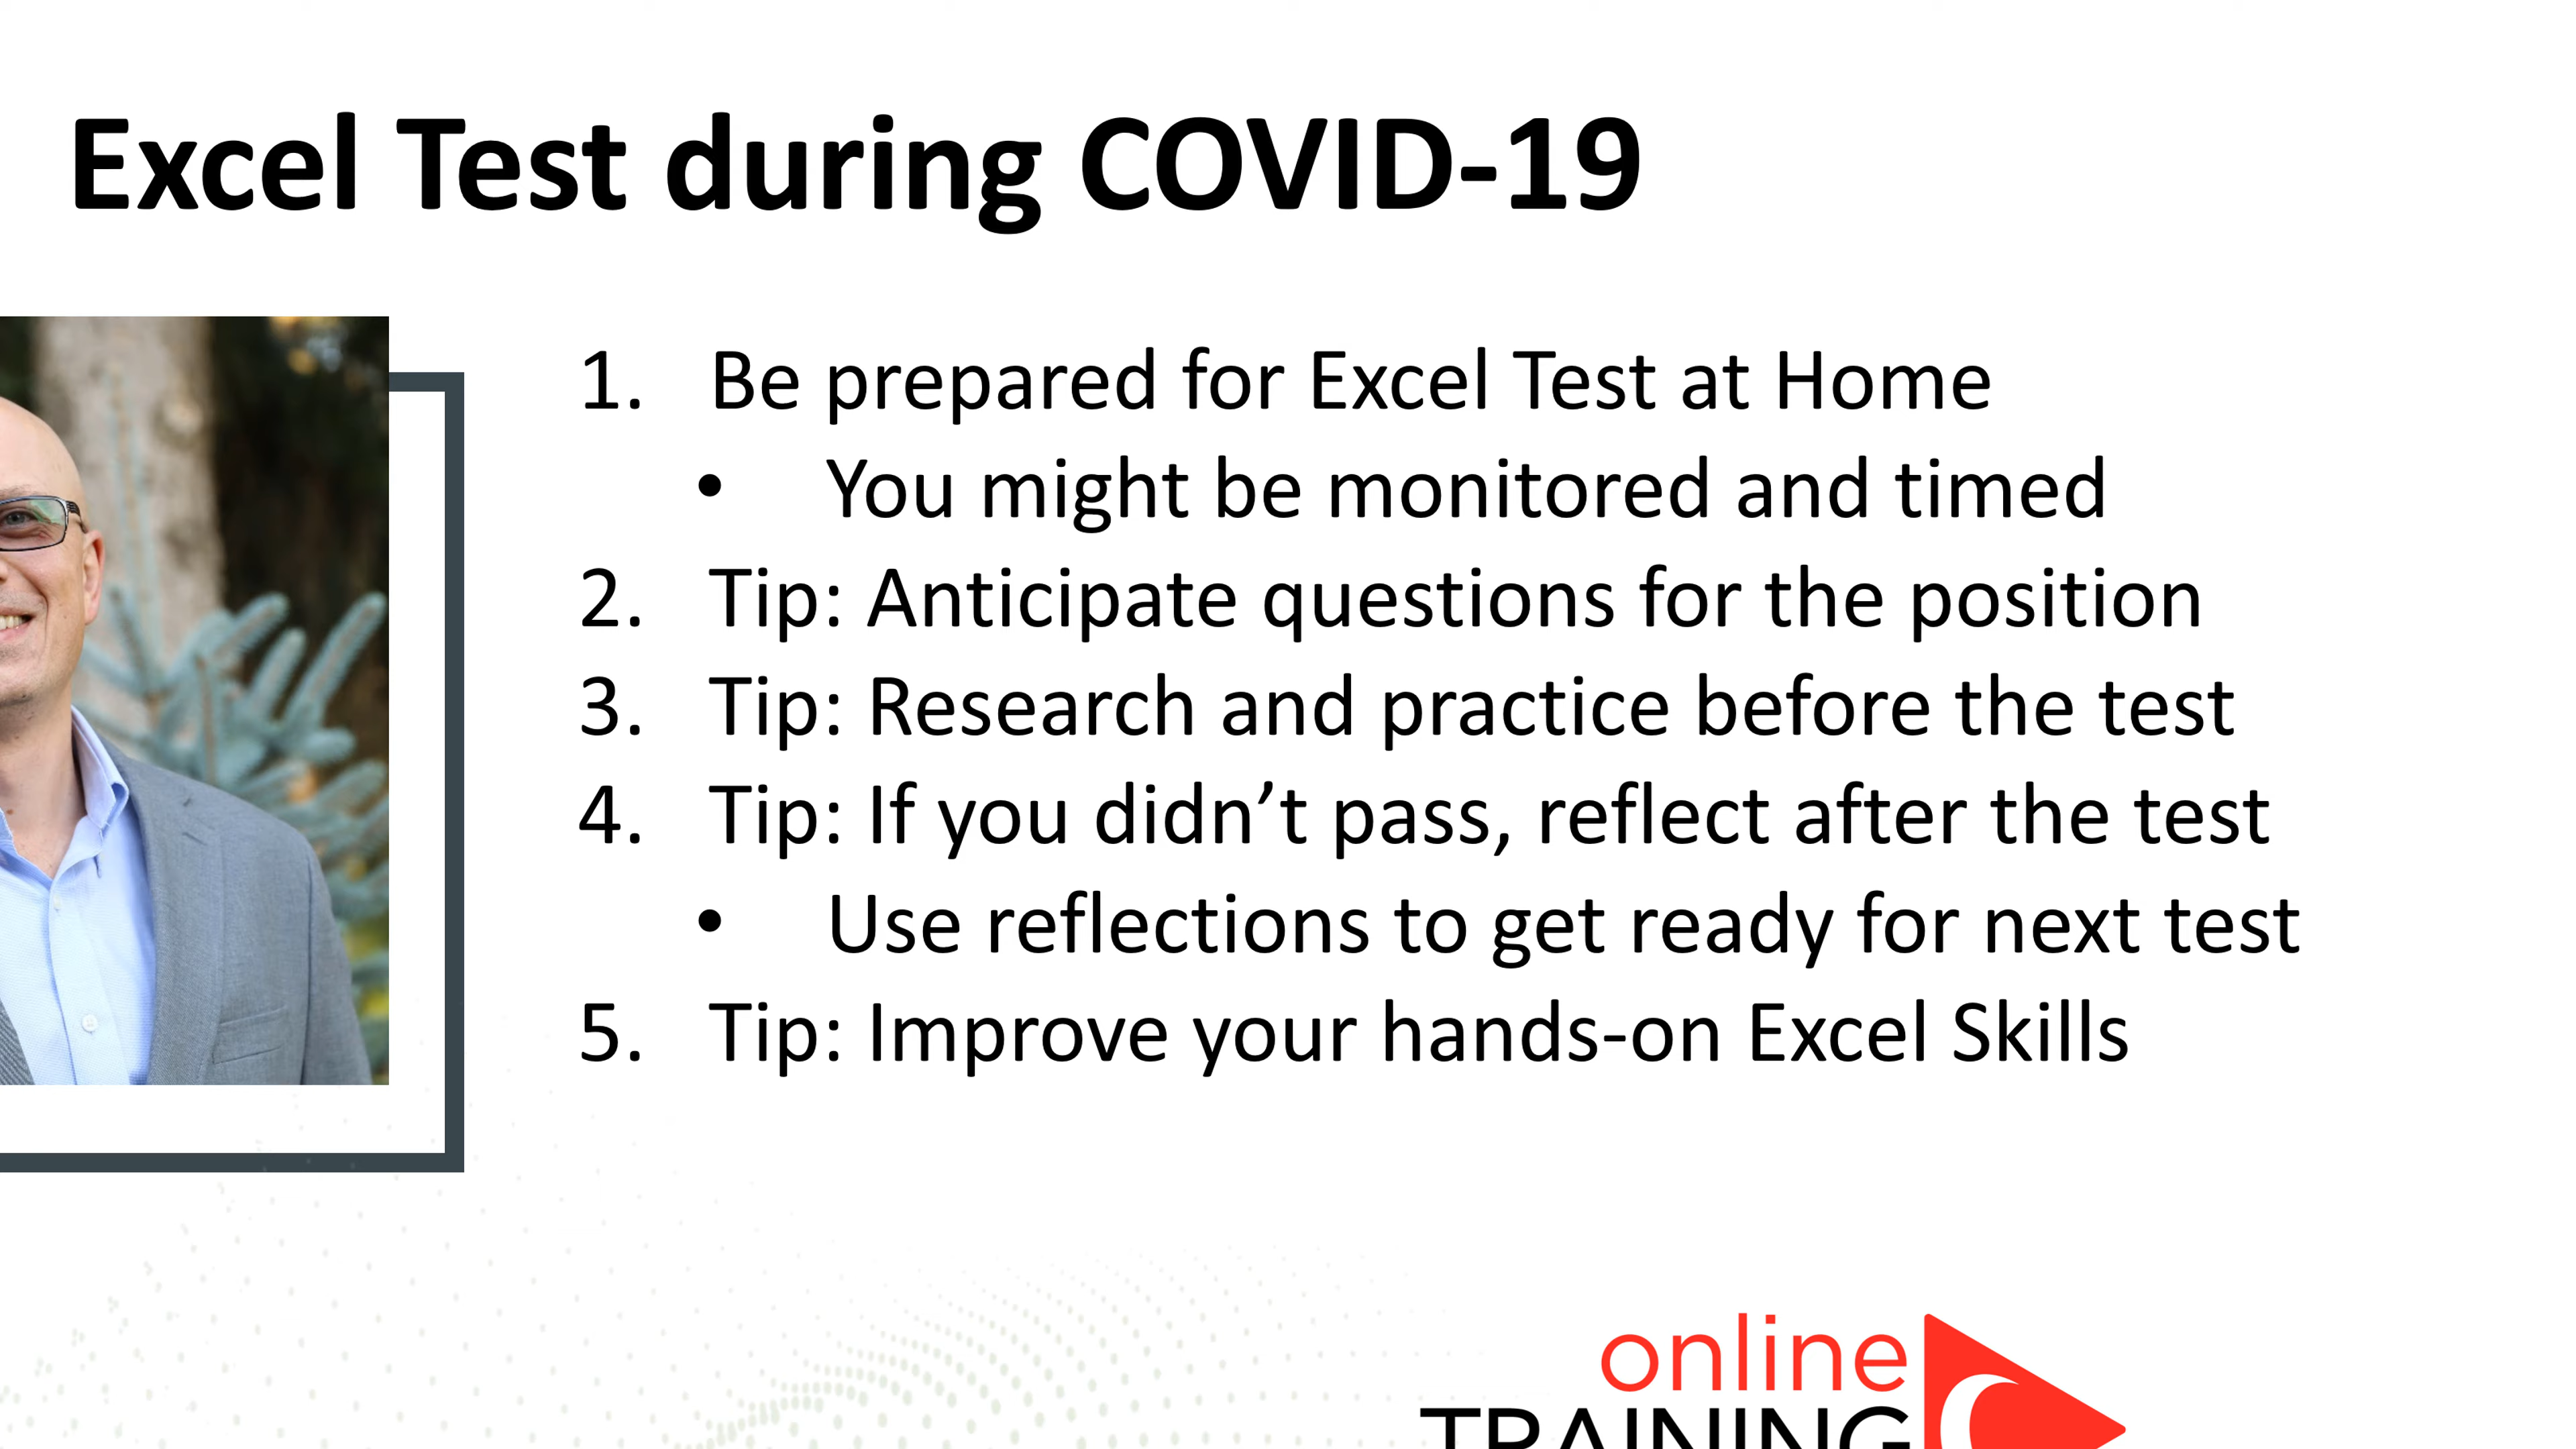 Excel Test during COVID-19
1. Be prepared for Excel Test at Home
• You might be monitored and timed
2. Tip: Anticipate questions for the position
3. Tip: Research and practice before the test
4. Tip: If you didn’t pass, reflect after the test
• Use reflections to get ready for next test
5. Tip: Improve your hands-on Excel Skills
online
TRAINING